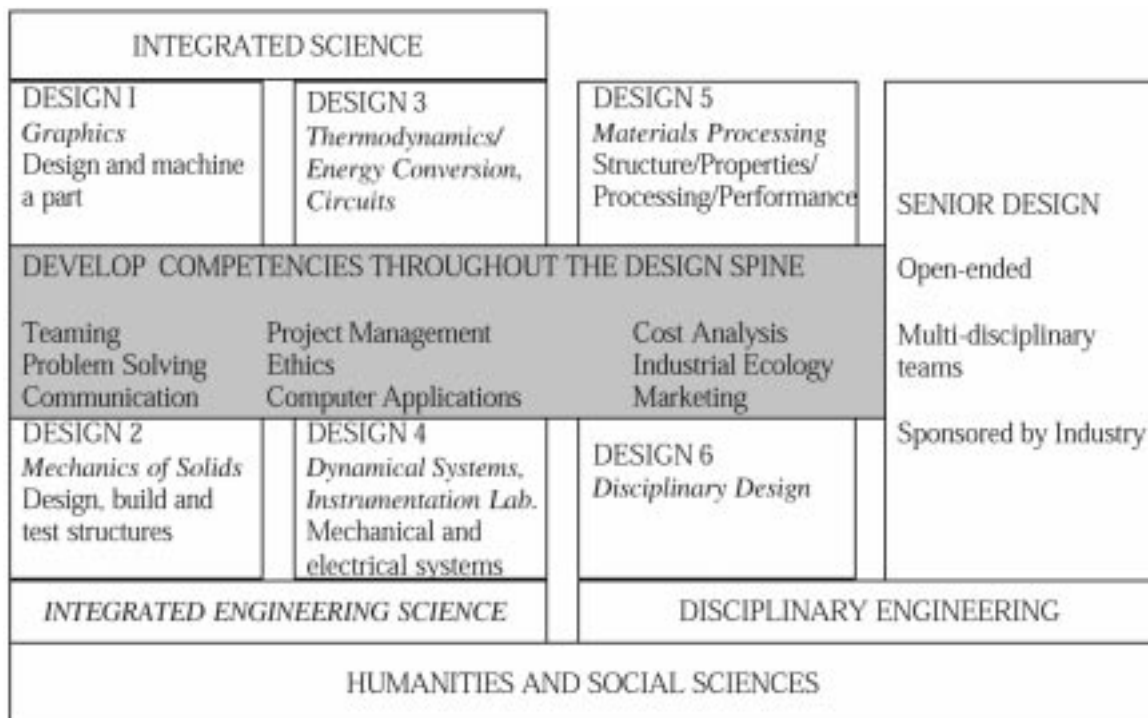 INTEGRATED SCIENCE
DESIGN I
Graphics
Design and machine
a part
DESIGN 3
Thermodynamics/
Energy Conversion,
Circuits
DESIGN 5
Materials Processing
Structure/Properties/
Processing/Performance
SENIOR DESIGN
Open-ended
Multi-disciplinary
teams
Sponsored by Industry
DEVELOP COMPETENCIES THROUGHOUT THE DESIGN SPINE
Teaming
Problem Solving
Communication
Project Management
Ethics
Computer Applications
Cost Analysis
Industrial Ecology
Marketing
DESIGN 2
Mechanics of Solids
Design, build and
test structures
DESIGN 4
Dynamical Systems,
Instrumentation Lab.
Mechanical and
electrical systems
DESIGN 6
Disciplinary Design
INTEGRATED ENGINEERING SCIENCE
DISCIPLINARY ENGINEERING
HUMANITIES AND SOCIAL SCIENCES